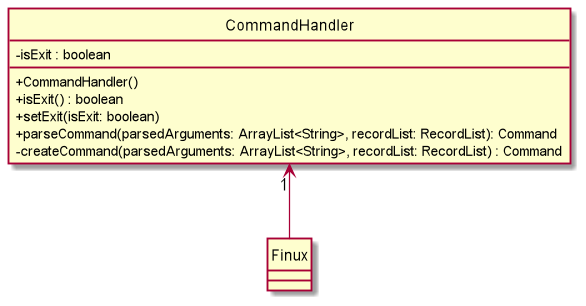 CommandHandler
-isExit : boolean
+CommandHandler()
+isExit() : boolean
+setExit(isExit: boolean)
+parseCommand(parsedArguments: ArrayList<String>, recordList: RecordList): Command
-createCommand(parsedArguments: ArrayList<String>, recordList: RecordList) : Command
1
Finux